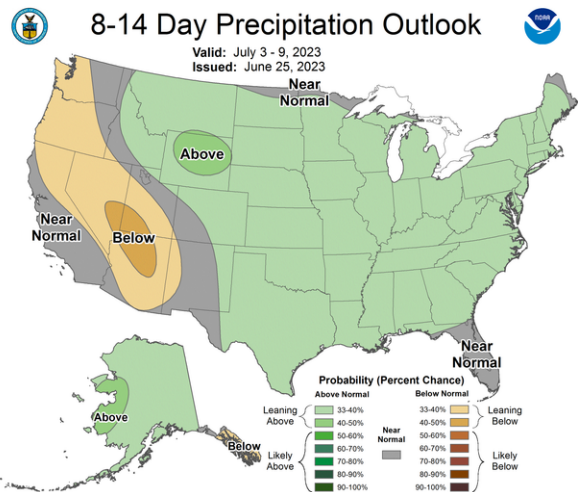 8-14 Day Precipitation Outlook
NOAA
Valid: July 3 - 9, 2023
Issued: June 25, 2023
Near
Normal
Above
Near
Normal
Below
Near
Normal
Above
Below
Probability (Percent Chance)
Above Normal
Below Normal
Leaning
Above
33-40%
40-50%
Likely
Above
50-60%
60-70%
70-80%
80-90%
90-100%
Near
Normal
33-40%
40-50%
Leaning
Below
50-60%
60-70%
70-80%
80-90%
90-100%
Likely
Below